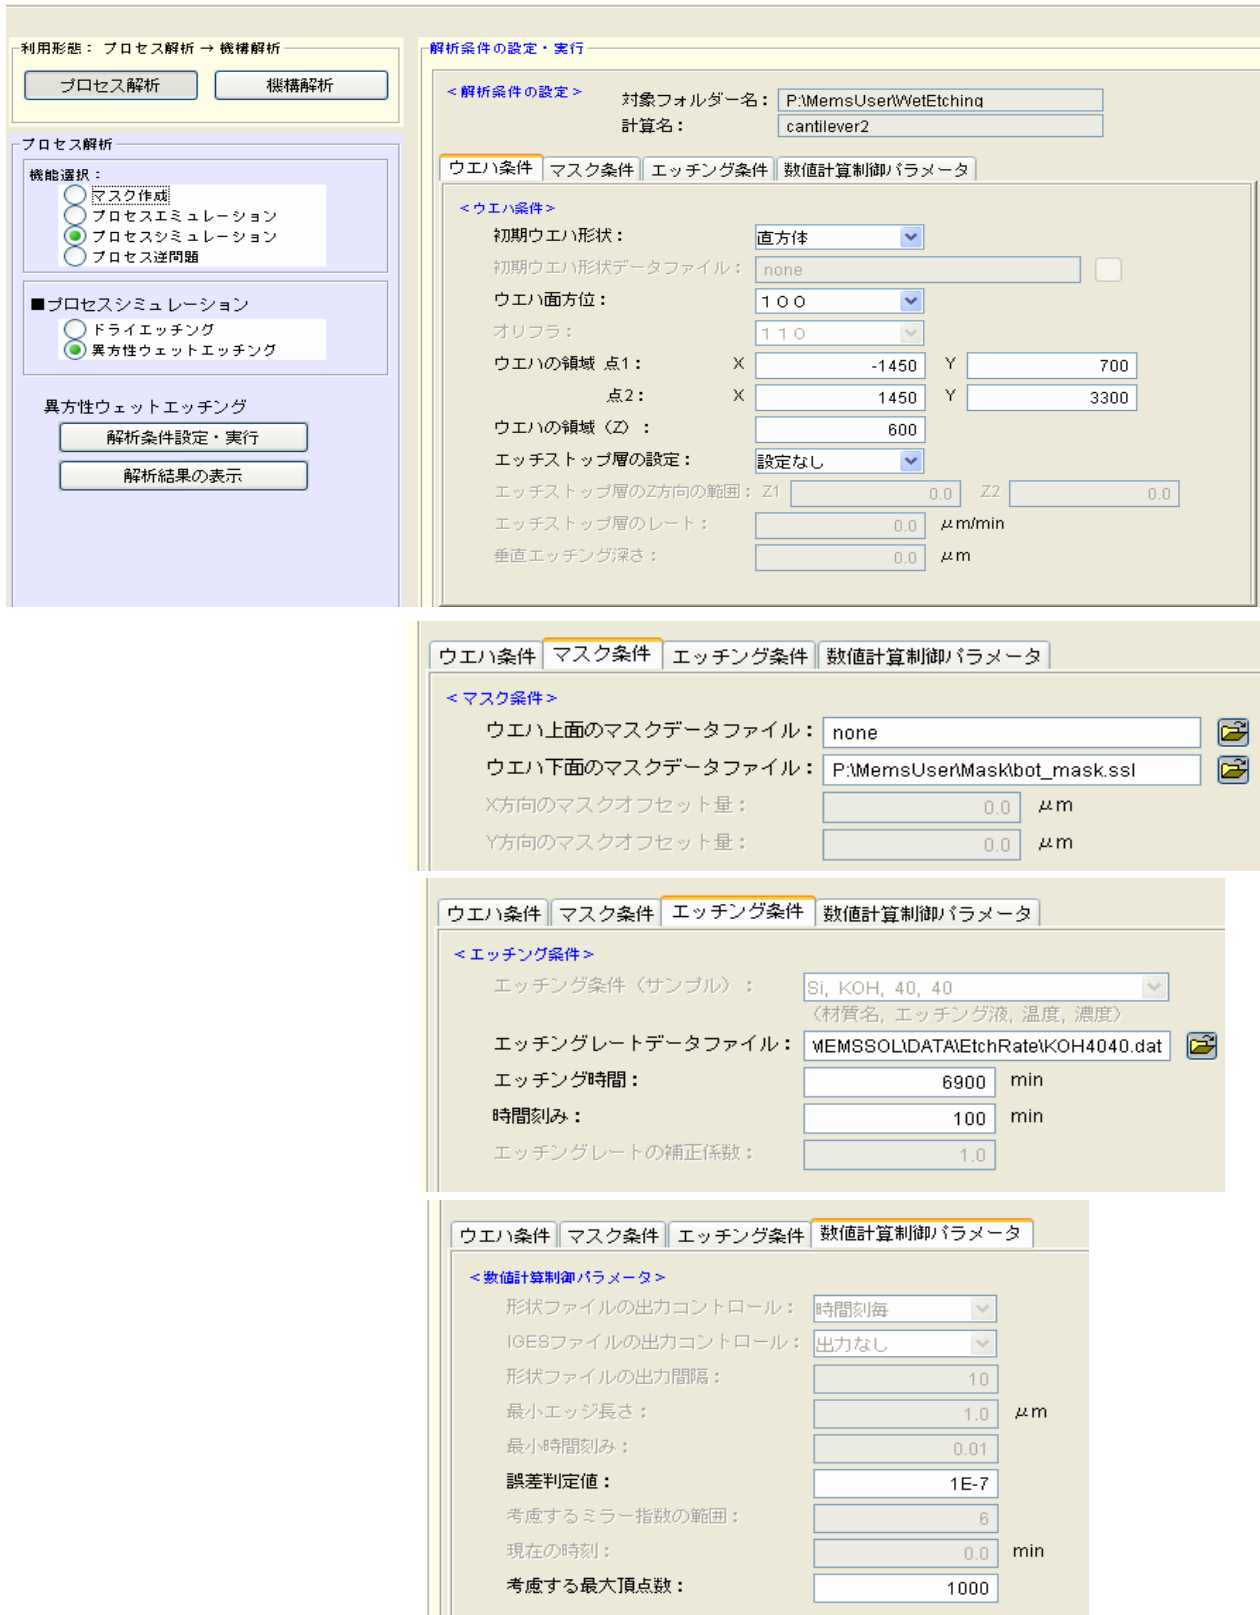 利用形態： プロセス解析 → 機構解析
プロセス解析 機構解析
プロセス解析
機能選択：
マスク作成
プロセスエミュレーション
プロセスシミュレーション
プロセス逆問題
■プロセスシミュレーション
ドライエッチング
異方性ウェットエッチング
異方性ウェットエッチング
解析条件設定・実行
解析結果の表示
解析条件の設定・実行
＜解析条件の設定＞
対象フォルダー名： P:\MemsUser\WetEtching
計算名： cantilever2
ウエハ条件 マスク条件 エッチング条件 数値計算制御パラメータ
＜ウエハ条件＞
初期ウエハ形状： 直方体
初期ウエハ形状データファイル： none
ウエハ面方位： １００
オリフラ： １１０
ウエハの領域 点1： X -1450 Y 700
点2： X 1450 Y 3300
ウエハの領域（Z）： 600
エッチストップ層の設定： 設定なし
エッチストップ層のZ方向の範囲： Z1 0.0 Z2 0.0
エッチストップ層のレート： 0.0 μm/min
垂直エッチング深さ： 0.0 μm
ウエハ条件 マスク条件 エッチング条件 数値計算制御パラメータ
＜マスク条件＞
ウエハ上面のマスクデータファイル： none
ウエハ下面のマスクデータファイル： P:\MemsUser\Mask\bot_mask.ssl
X方向のマスクオフセット量： 0.0 μm
Y方向のマスクオフセット量： 0.0 μm
ウエハ条件 マスク条件 エッチング条件 数値計算制御パラメータ
＜エッチング条件＞
エッチング条件（サンプル）： Si, KOH, 40, 40
（材質名, エッチング液, 温度, 濃度）
エッチングレートデータファイル： MEMSSOL\DATA\EtchRate\KOH4040.dat
エッチング時間： 6900 min
時間刻み： 100 min
エッチングレートの補正係数： 1.0
ウエハ条件 マスク条件 エッチング条件 数値計算制御パラメータ
＜数値計算制御パラメータ＞
形状ファイルの出力コントロール： 時間刻毎
IGESファイルの出力コントロール： 出力なし
形状ファイルの出力間隔： 10
最小エッジ長さ： 1.0 μm
最小時間刻み： 0.01
誤差判定値： 1E-7
考慮するミラー指数の範囲： 6
現在の時刻： 0.0 min
考慮する最大頂点数： 1000